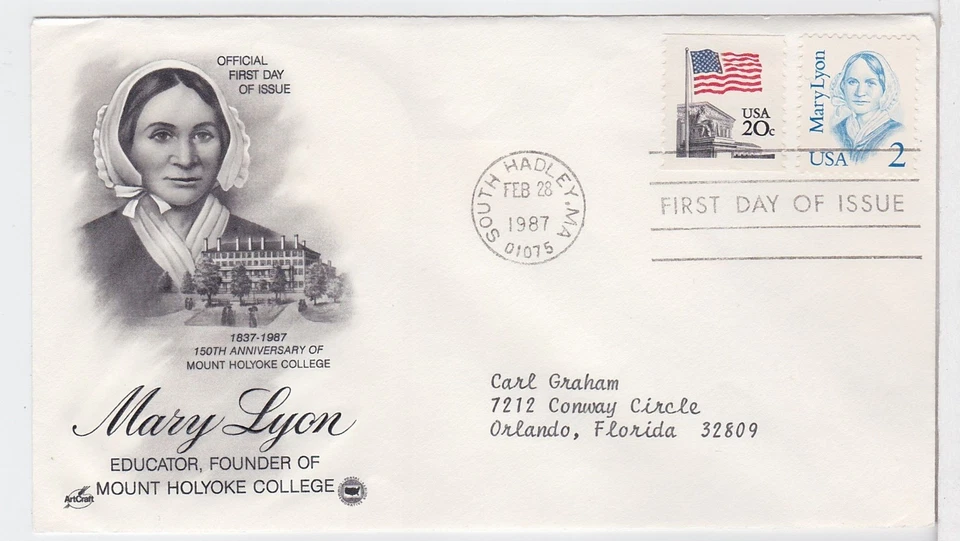 OFFICIAL
FIRST DAY
OF ISSUE
1837-1987
150TH ANNIVERSARY OF
MOUNT HOLYOKE COLLEGE
Mary Lyon
EDUCATOR, FOUNDER OF
MOUNT HOLYOKE COLLEGE
ArtCraft
SOUTH HADLEY, MA
FEB 28
1987
01075
USA
20c
Mary Lyon
USA 2
FIRST DAY OF ISSUE
Carl Graham
7212 Conway Circle
Orlando, Florida 32809